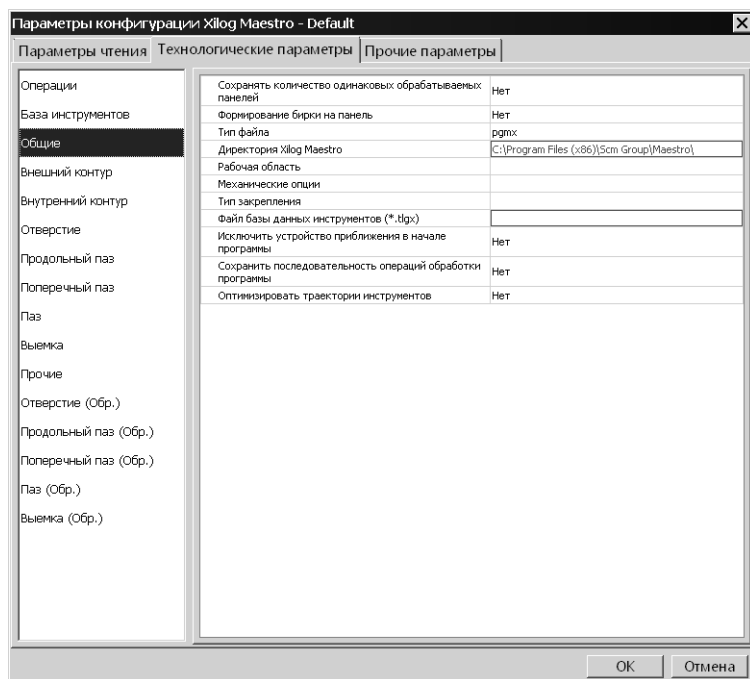 Параметры конфигурации Xilog Maestro - Default
Параметры чтения Технологические параметры Прочие параметры
Операции
База инструментов
Общие
Внешний контур
Внутренний контур
Отверстие
Продольный паз
Поперечный паз
Паз
Выемка
Прочие
Отверстие (Обр.)
Продольный паз (Обр.)
Поперечный паз (Обр.)
Паз (Обр.)
Выемка (Обр.)
Сохранять количество одинаковых обрабатываемых
панелей
Нет
Формирование бирки на панель Нет
Тип файла pgmx
Директория Xilog Maestro C:\Program Files (x86)\Scm Group\Maestro\
Рабочая область
Механические опции
Тип закрепления
Файл базы данных инструментов (*.tlgx)
Исключить устройство приближения в начале
программы
Нет
Сохранить последовательность операций обработки
программы
Нет
Оптимизировать траектории инструментов Нет
OK Отмена